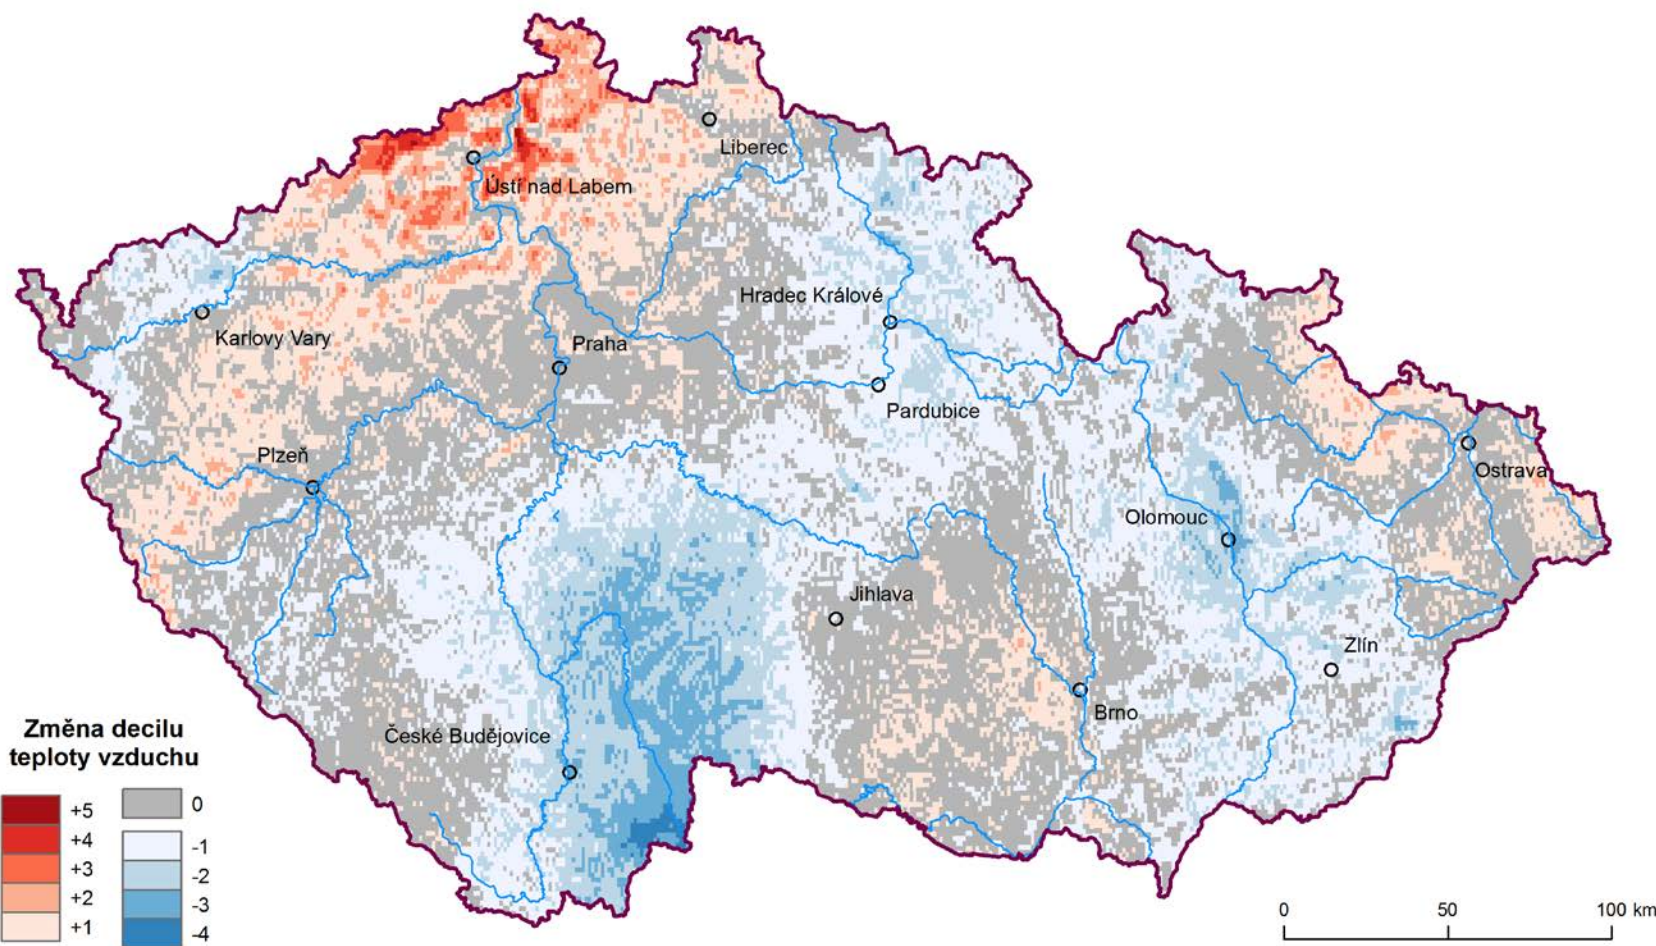 Liberec
Ústí nad Labem
Hradec Králové
Karlovy Vary
Praha
Pardubice
Plzeň
Ostrava
Olomouc
Jihlava
Zlín
Brno
České Budějovice
Změna decilu
teploty vzduchu
+5
+4
+3
+2
+1
0
-1
-2
-3
-4
0 50 100 km